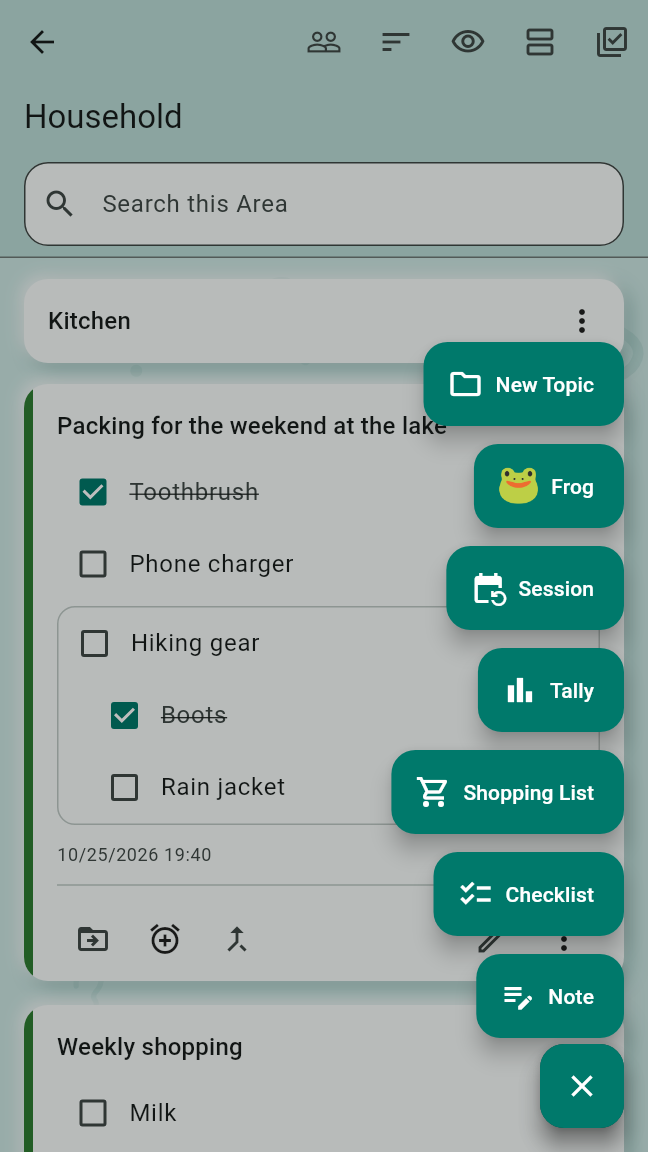 Household
Search this Area
Kitchen
New Topic
Packing for the weekend at the lake
Frog
Toothbrush
Phone charger
Session
Hiking gear
Tally
Boots
Rain jacket
Shopping List
10/25/2026 19:40
Checklist
Note
Weekly shopping
Milk